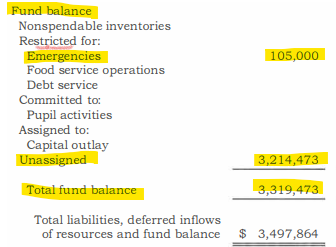 Fund balance
Nonspendable inventories
Restricted for:
Emergencies 105,000
Food service operations
Debt service
Committed to:
Pupil activities
Assigned to:
Capital outlay
Unassigned 3,214,473
Total fund balance 3,319,473
Total liabilities, deferred inflows
of resources and fund balance $ 3,497,864